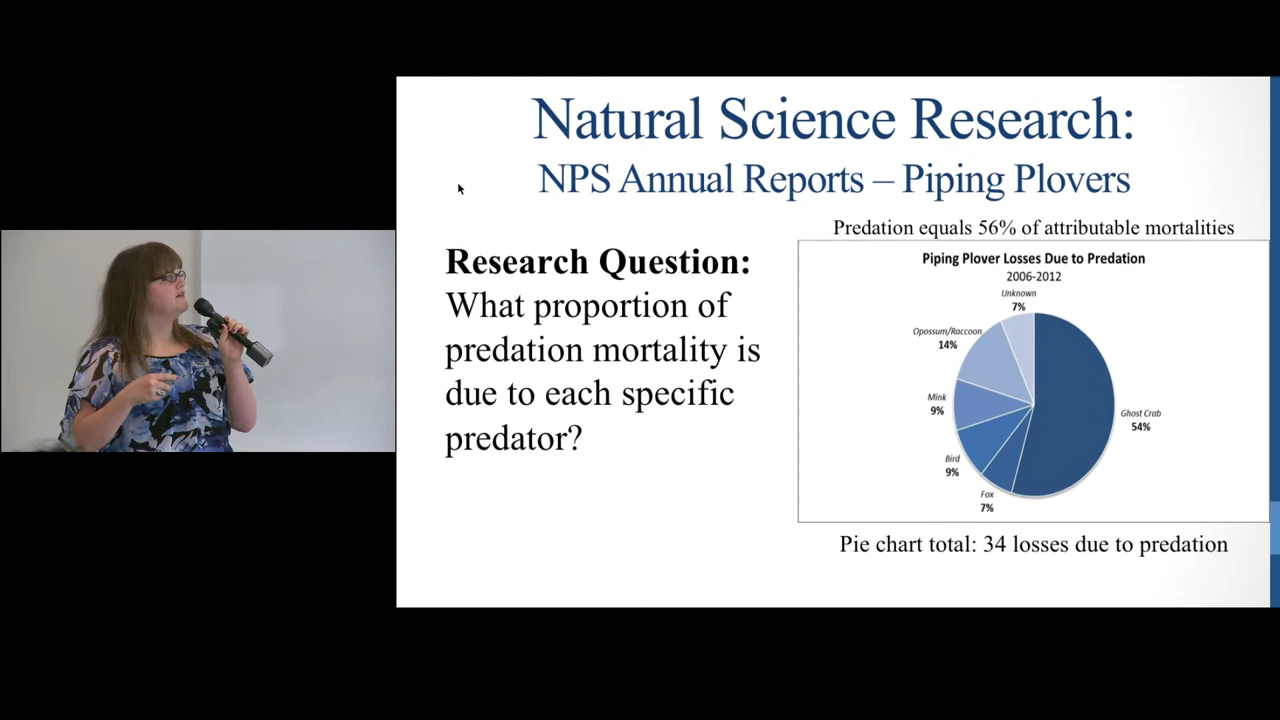 Natural Science Research:
NPS Annual Reports – Piping Plovers
Research Question:
What proportion of
predation mortality is
due to each specific
predator?
Predation equals 56% of attributable mortalities
Piping Plover Losses Due to Predation
2006-2012
Unknown
7%
Opossum/Raccoon
14%
Mink
9%
Bird
9%
Fox
7%
Ghost Crab
54%
Pie chart total: 34 losses due to predation